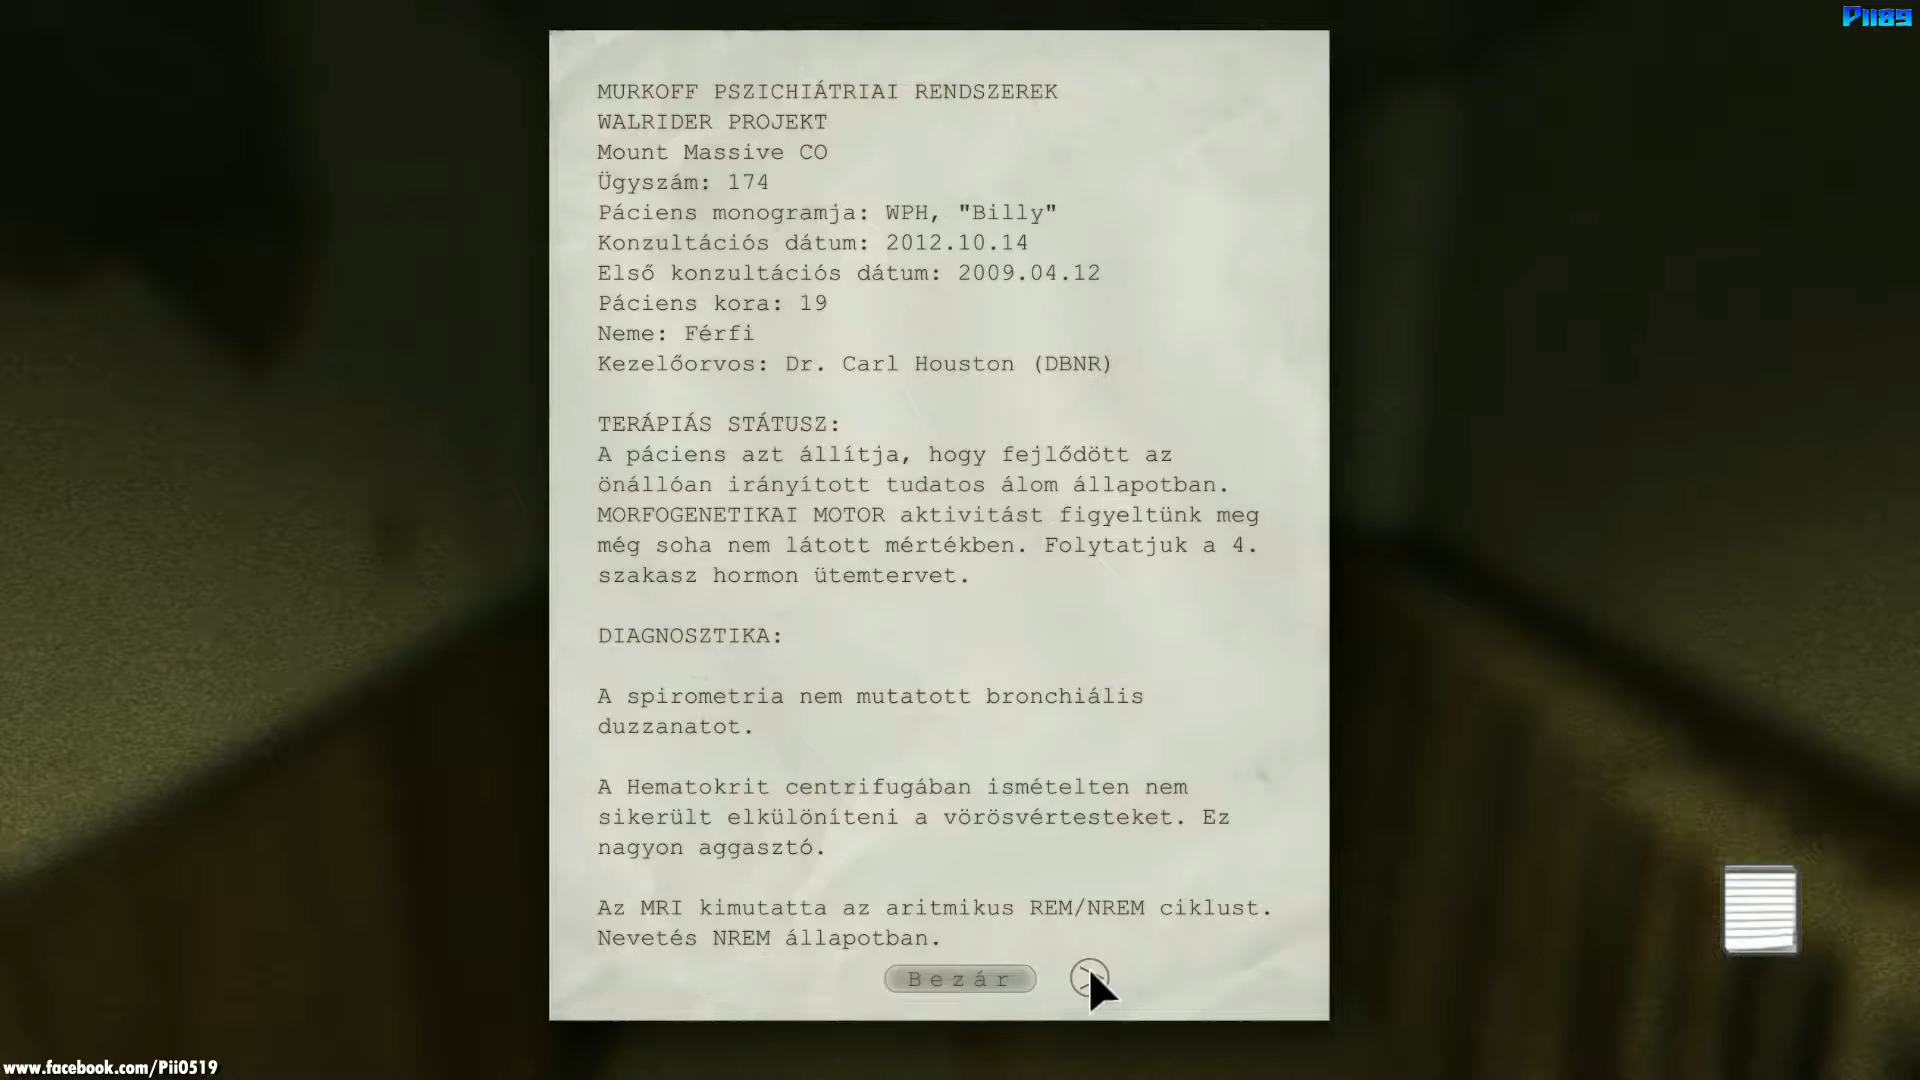 Pii89
MURKOFF PSZICHIÁTRIAI RENDSZEREK
WALRIDER PROJEKT
Mount Massive CO
Ügyszám: 174
Páciens monogramja: WPH, "Billy"
Konzultációs dátum: 2012.10.14
Első konzultációs dátum: 2009.04.12
Páciens kora: 19
Neme: Férfi
Kezelőorvos: Dr. Carl Houston (DBNR)
TERÁPIÁS STÁTUSZ:
A páciens azt állítja, hogy fejlődött az
önállóan irányított tudatos álom állapotban.
MORFOGENETIKAI MOTOR aktivitást figyeltünk meg
még soha nem látott mértékben. Folytatjuk a 4.
szakasz hormon ütemtervet.
DIAGNOSZTIKA:
A spirometria nem mutatott bronchiális
duzzanatot.
A Hematokrit centrifugában ismételten nem
sikerült elkülöníteni a vörösvértesteket. Ez
nagyon aggasztó.
Az MRI kimutatta az aritmikus REM/NREM ciklust.
Nevetés NREM állapotban.
Bezár >
www.facebook.com/Pii0519